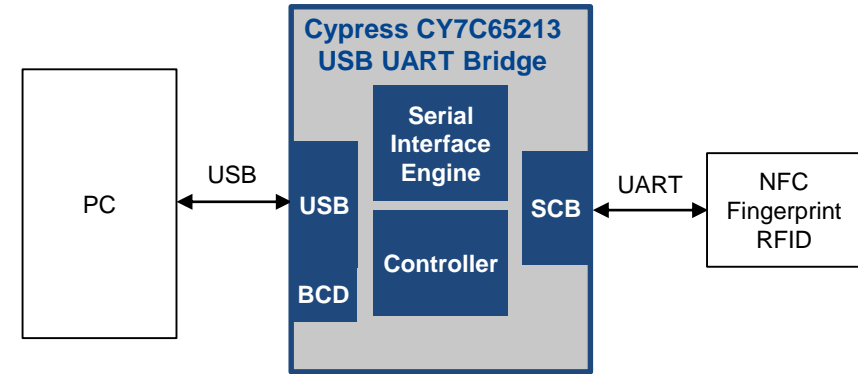 Cypress CY7C65213
USB UART Bridge
PC
USB
USB
BCD
Serial
Interface
Engine
Controller
SCB
UART
NFC
Fingerprint
RFID